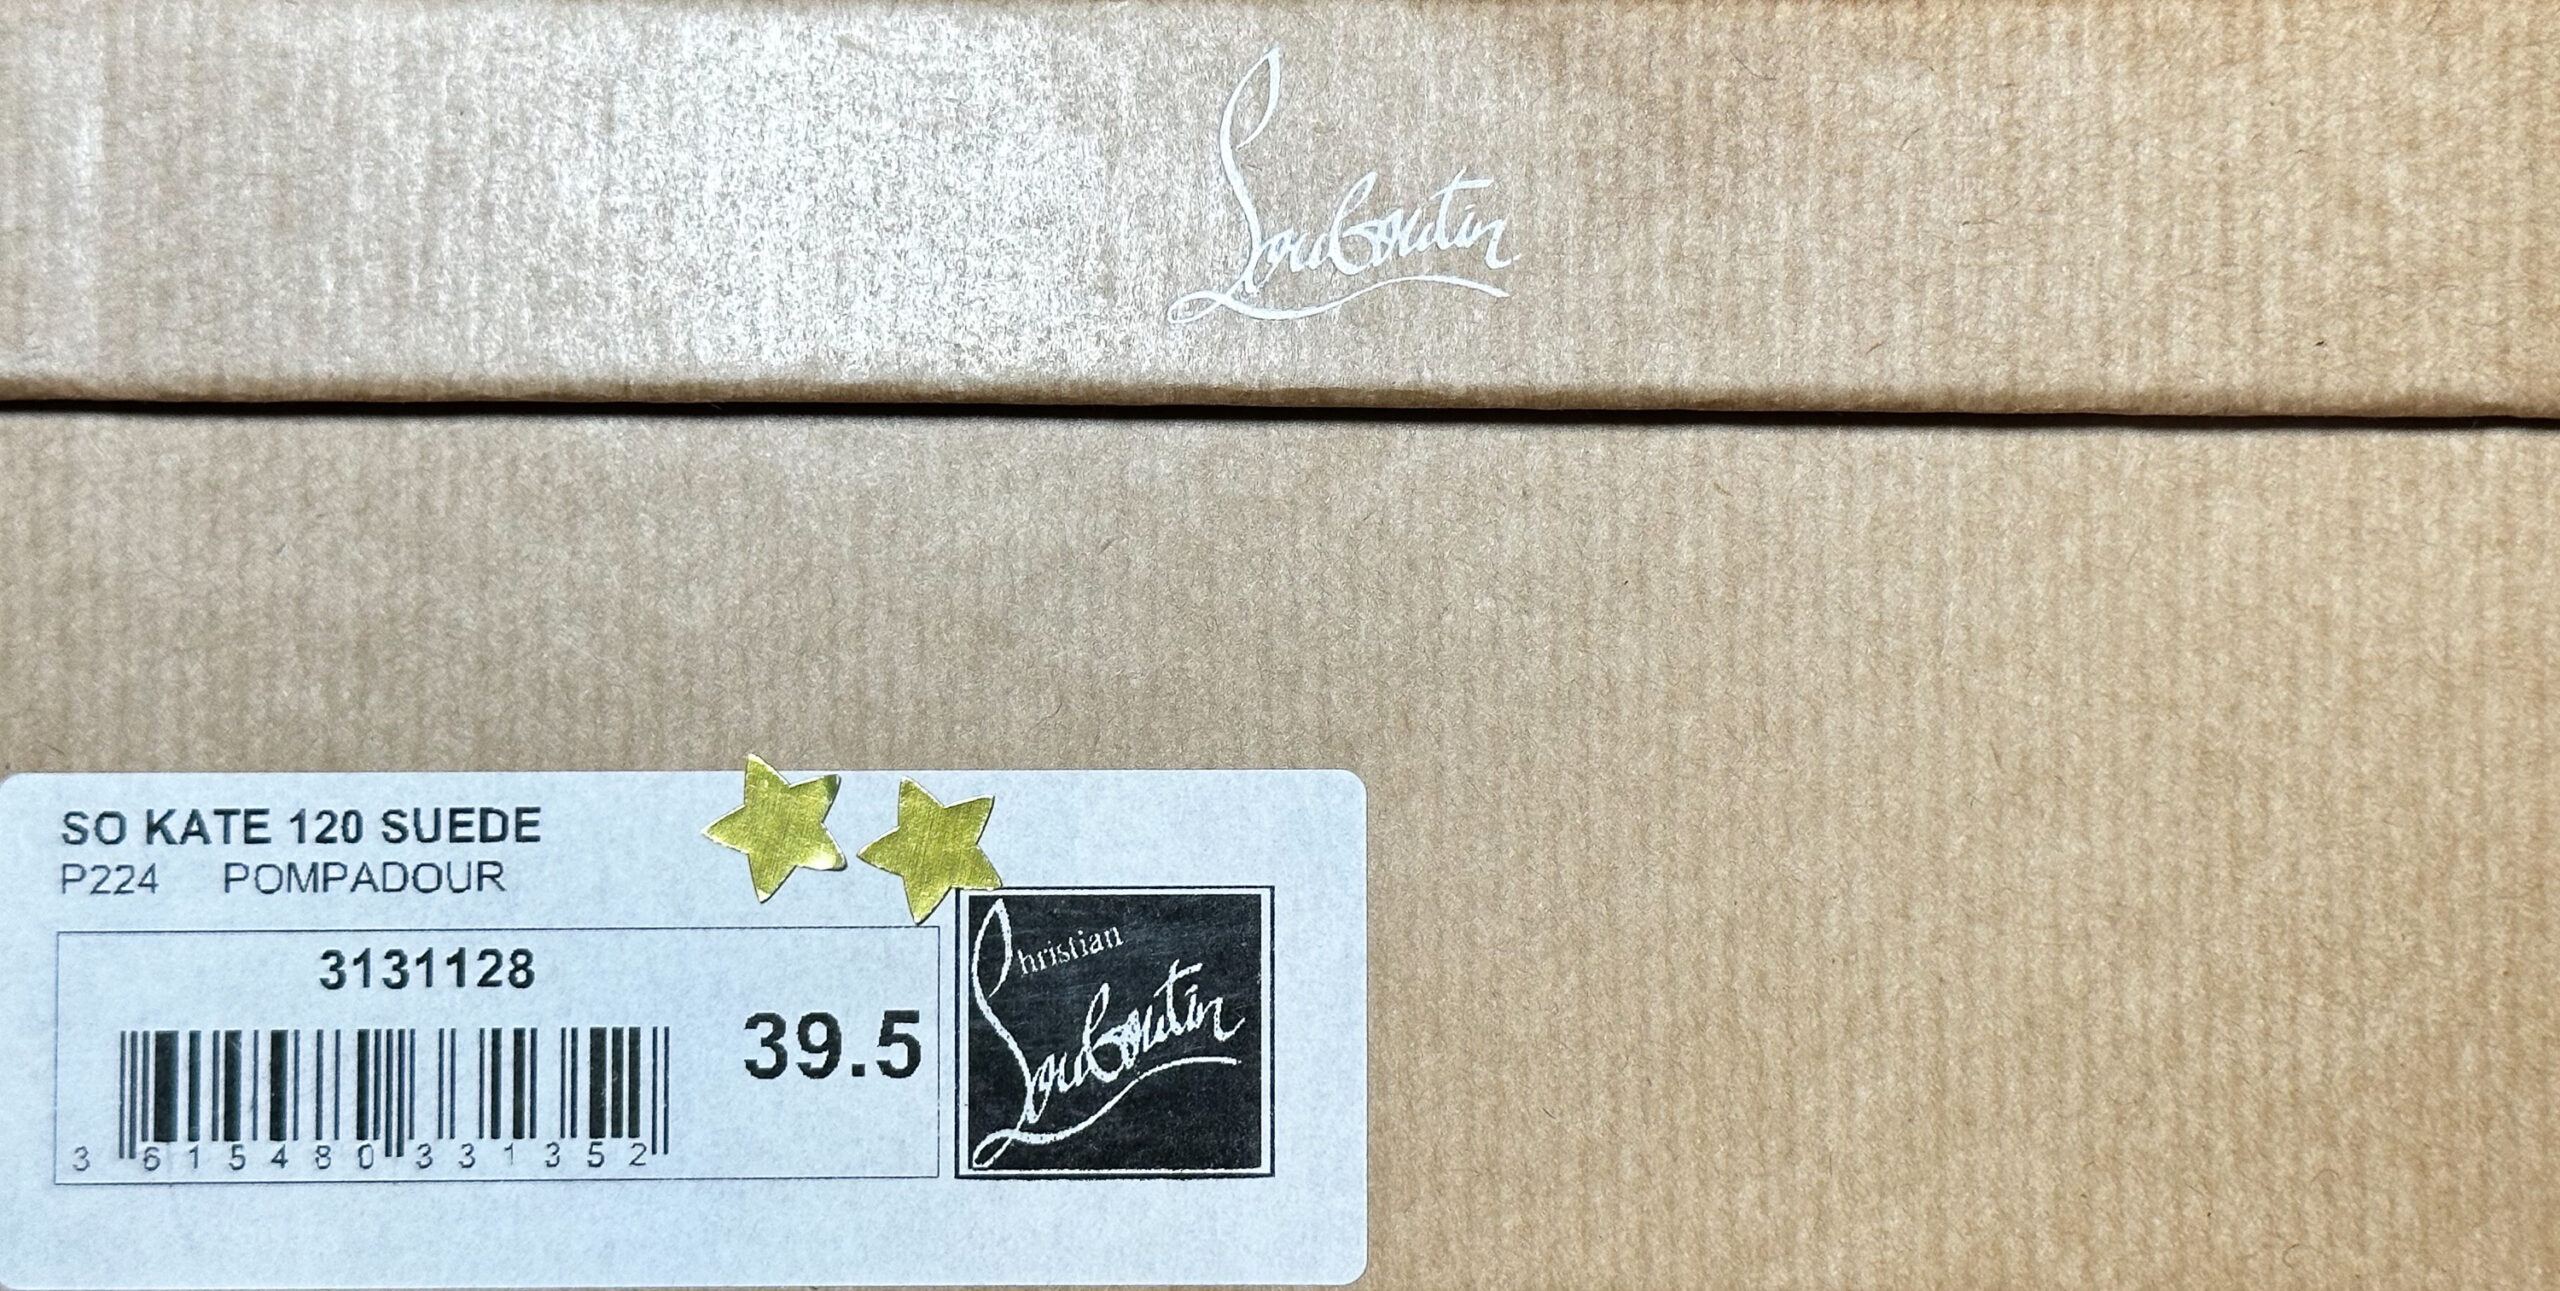 Louboutin
SO KATE 120 SUEDE
P224 POMPADOUR
3131128
39.5
Christian
Louboutin
3 615480 331352